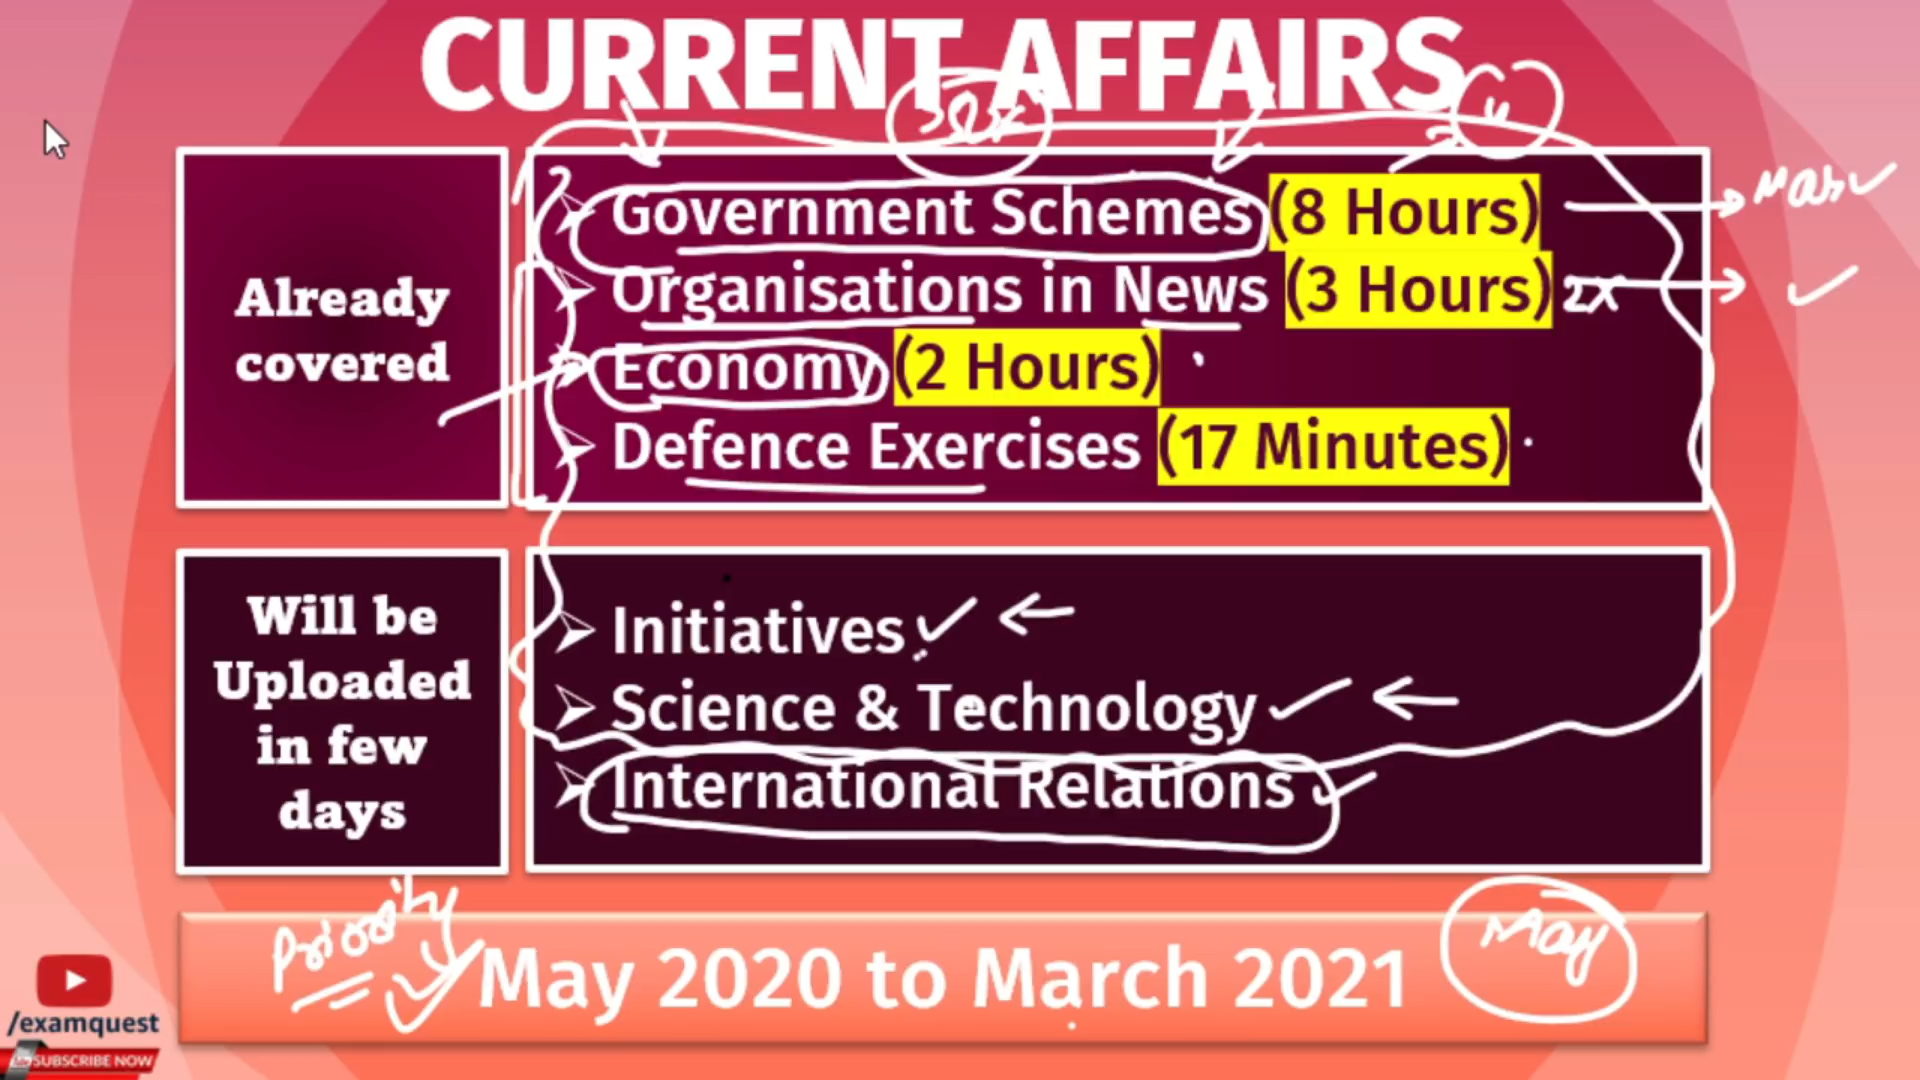 CURRENT AFFAIRS
Already
covered
Government Schemes (8 Hours)
Organisations in News (3 Hours) 2x
Economy (2 Hours)
Defence Exercises (17 Minutes)
Will be
Uploaded
in few
days
Initiatives
Science & Technology
International Relations
Priority
May 2020 to March 2021
May
/examquest
SUBSCRIBE NOW